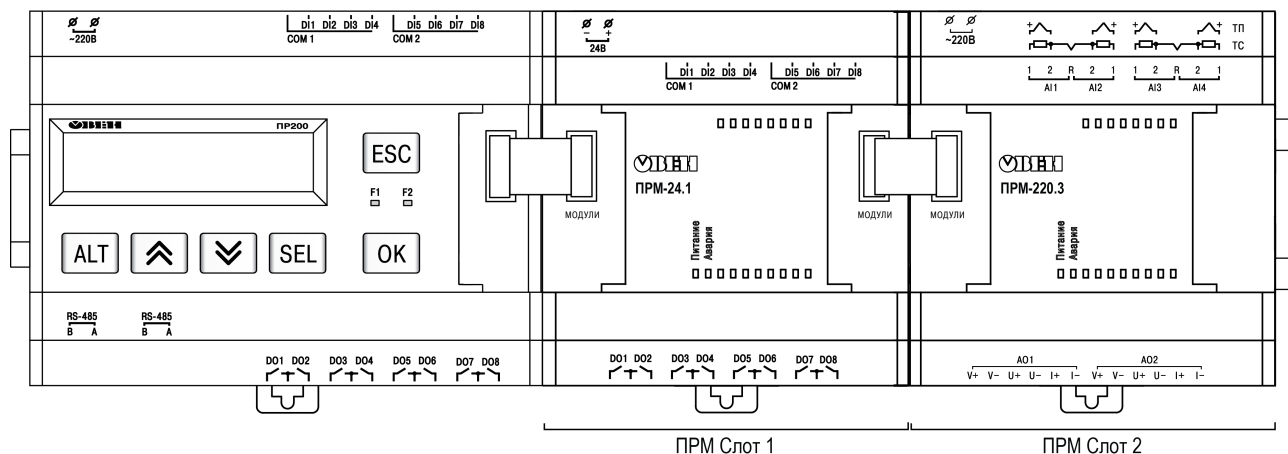 ~220В
DI1 DI2 DI3 DI4
DI5 DI6 DI7 DI8
COM 1
COM 2
ОВЕН
ПР200
ESC
F1 F2
ALT
SEL
OK
RS-485
B A
RS-485
B A
DO1 DO2
DO3 DO4
DO5 DO6
DO7 DO8
- +
24В
DI1 DI2 DI3 DI4
DI5 DI6 DI7 DI8
COM 1
COM 2
ОВЕН
ПРМ-24.1
МОДУЛИ
МОДУЛИ
Питание
Авария
DO1 DO2
DO3 DO4
DO5 DO6
DO7 DO8
ПРМ Слот 1
~220В
+ + + +
ТП
ТС
1 2 R 2 1
1 2 R 2 1
AI1 AI2
AI3 AI4
ОВЕН
ПРМ-220.3
МОДУЛИ
Питание
Авария
AO1
AO2
V+ V- U+ U- I+ I-
V+ V- U+ U- I+ I-
ПРМ Слот 2